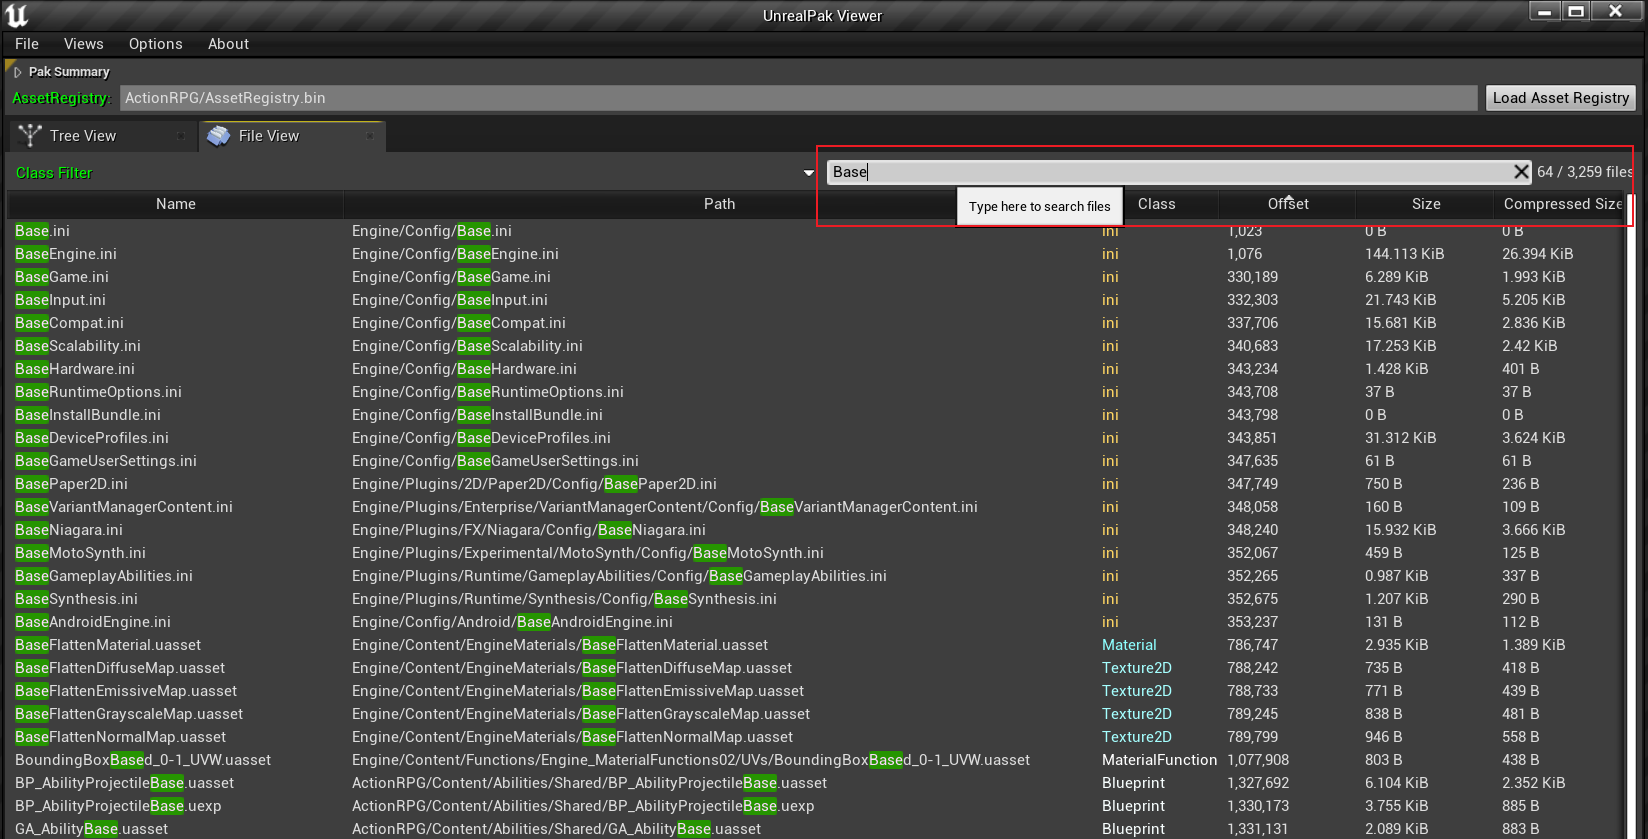 UnrealPak Viewer
File Views Options About
Pak Summary
AssetRegistry: ActionRPG/AssetRegistry.bin Load Asset Registry
Tree View File View
Class Filter Base 64 / 3,259 files
Name Path Class Offset Size Compressed Size
Type here to search files
Base.ini Engine/Config/Base.ini ini 1,023 0 B 0 B
BaseEngine.ini Engine/Config/BaseEngine.ini ini 1,076 144.113 KiB 26.394 KiB
BaseGame.ini Engine/Config/BaseGame.ini ini 330,189 6.289 KiB 1.993 KiB
BaseInput.ini Engine/Config/BaseInput.ini ini 332,303 21.743 KiB 5.205 KiB
BaseCompat.ini Engine/Config/BaseCompat.ini ini 337,706 15.681 KiB 2.836 KiB
BaseScalability.ini Engine/Config/BaseScalability.ini ini 340,683 17.253 KiB 2.42 KiB
BaseHardware.ini Engine/Config/BaseHardware.ini ini 343,234 1.428 KiB 401 B
BaseRuntimeOptions.ini Engine/Config/BaseRuntimeOptions.ini ini 343,708 37 B 37 B
BaseInstallBundle.ini Engine/Config/BaseInstallBundle.ini ini 343,798 0 B 0 B
BaseDeviceProfiles.ini Engine/Config/BaseDeviceProfiles.ini ini 343,851 31.312 KiB 3.624 KiB
BaseGameUserSettings.ini Engine/Config/BaseGameUserSettings.ini ini 347,635 61 B 61 B
BasePaper2D.ini Engine/Plugins/2D/Paper2D/Config/BasePaper2D.ini ini 347,749 750 B 236 B
BaseVariantManagerContent.ini Engine/Plugins/Enterprise/VariantManagerContent/Config/BaseVariantManagerContent.ini ini 348,058 160 B 109 B
BaseNiagara.ini Engine/Plugins/FX/Niagara/Config/BaseNiagara.ini ini 348,240 15.932 KiB 3.666 KiB
BaseMotoSynth.ini Engine/Plugins/Experimental/MotoSynth/Config/BaseMotoSynth.ini ini 352,067 459 B 125 B
BaseGameplayAbilities.ini Engine/Plugins/Runtime/GameplayAbilities/Config/BaseGameplayAbilities.ini ini 352,265 0.987 KiB 337 B
BaseSynthesis.ini Engine/Plugins/Runtime/Synthesis/Config/BaseSynthesis.ini ini 352,675 1.207 KiB 290 B
BaseAndroidEngine.ini Engine/Config/Android/BaseAndroidEngine.ini ini 353,237 131 B 112 B
BaseFlattenMaterial.uasset Engine/Content/EngineMaterials/BaseFlattenMaterial.uasset Material 786,747 2.935 KiB 1.389 KiB
BaseFlattenDiffuseMap.uasset Engine/Content/EngineMaterials/BaseFlattenDiffuseMap.uasset Texture2D 788,242 735 B 418 B
BaseFlattenEmissiveMap.uasset Engine/Content/EngineMaterials/BaseFlattenEmissiveMap.uasset Texture2D 788,733 771 B 439 B
BaseFlattenGrayscaleMap.uasset Engine/Content/EngineMaterials/BaseFlattenGrayscaleMap.uasset Texture2D 789,245 838 B 481 B
BaseFlattenNormalMap.uasset Engine/Content/EngineMaterials/BaseFlattenNormalMap.uasset Texture2D 789,799 946 B 558 B
BoundingBoxBased_0-1_UVW.uasset Engine/Content/Functions/Engine_MaterialFunctions02/UVs/BoundingBoxBased_0-1_UVW.uasset MaterialFunction 1,077,908 803 B 438 B
BP_AbilityProjectileBase.uasset ActionRPG/Content/Abilities/Shared/BP_AbilityProjectileBase.uasset Blueprint 1,327,692 6.104 KiB 2.352 KiB
BP_AbilityProjectileBase.uexp ActionRPG/Content/Abilities/Shared/BP_AbilityProjectileBase.uexp Blueprint 1,330,173 3.755 KiB 885 B
GA_AbilityBase.uasset ActionRPG/Content/Abilities/Shared/GA_AbilityBase.uasset Blueprint 1,331,131 2.089 KiB 883 B